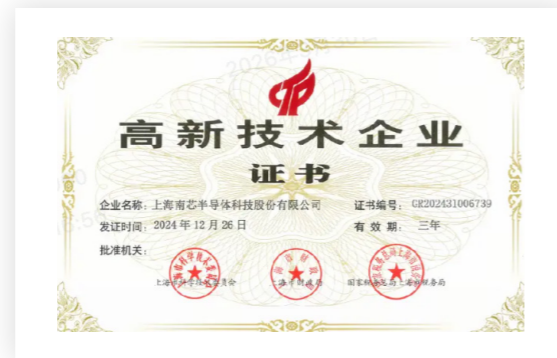 高新技术企业
证书
企业名称：上海南芯半导体科技股份有限公司 证书编号：GR202431006739
发证时间：2024年12月26日 有效期：三年
批准机关：
上海市科学技术委员会 上海市财政局 国家税务总局上海市税务局